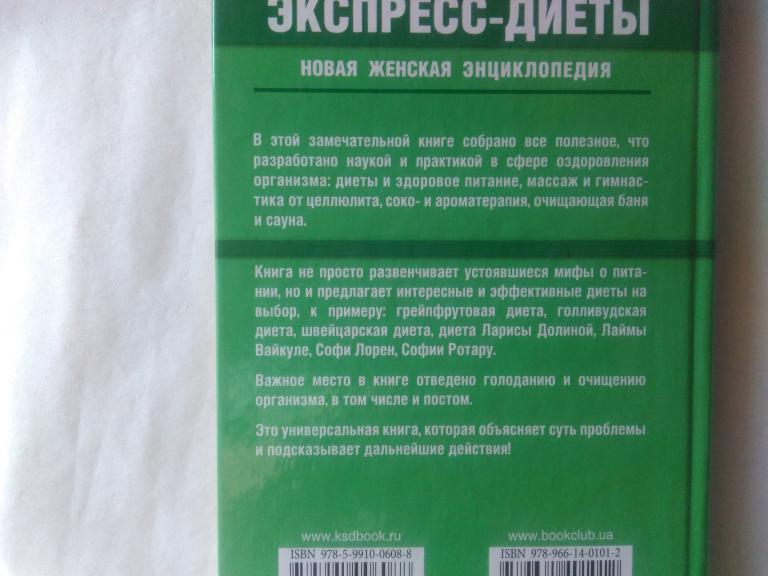 ЭКСПРЕСС-ДИЕТЫ
НОВАЯ ЖЕНСКАЯ ЭНЦИКЛОПЕДИЯ
В этой замечательной книге собрано все полезное, что
разработано наукой и практикой в сфере оздоровления
организма: диеты и здоровое питание, массаж и гимнас-
тика от целлюлита, соко- и ароматерапия, очищающая баня
и сауна.
Книга не просто развенчивает устоявшиеся мифы о пита-
нии, но и предлагает интересные и эффективные диеты на
выбор, к примеру: грейпфрутовая диета, голливудская
диета, швейцарская диета, диета Ларисы Долиной, Лаймы
Вайкуле, Софи Лорен, Софии Ротару.
Важное место в книге отведено голоданию и очищению
организма, в том числе и постом.
Это универсальная книга, которая объясняет суть проблемы
и подсказывает дальнейшие действия!
www.ksdbook.ru
ISBN 978-5-9910-0608-8
www.bookclub.ua
ISBN 978-966-14-0101-2